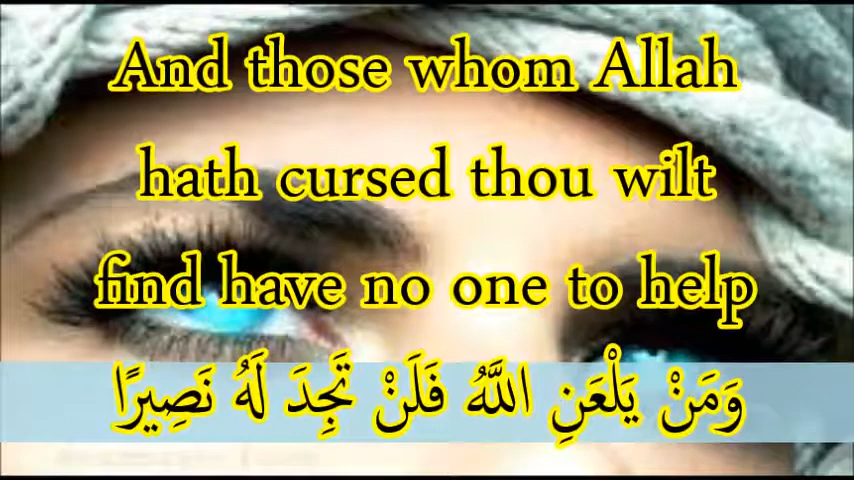 And those whom Allah
hath cursed thou wilt
find have no one to help
وَمَنْ يَلْعَنِ اللَّهُ فَلَنْ تَجِدَ لَهُ نَصِيرًا